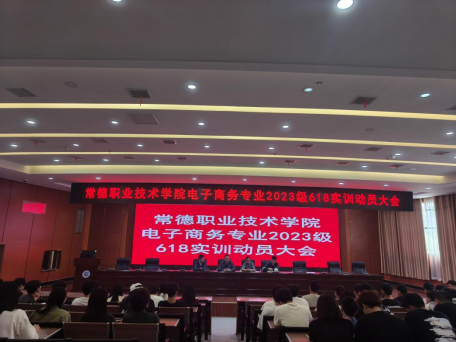 常德职业技术学院电子商务专业2023级618实训动员大会
常德职业技术学院
电子商务专业2023级
618实训动员大会